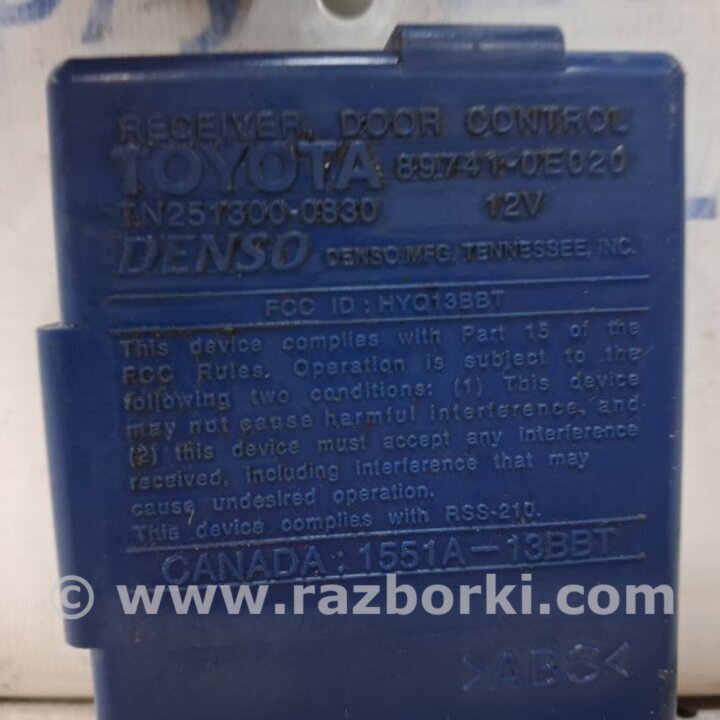 RECEIVER, DOOR CONTROL
TOYOTA 89741-0E020
TN251300-0830 12V
DENSO DENSO MFG. TENNESSEE, INC.
FCC ID : HYQ13BBT
This device complies with Part 15 of the
FCC Rules. Operation is subject to the
following two conditions: (1) This device
may not cause harmful interference, and
(2) this device must accept any interference
received, including interference that may
cause undesired operation.
This device complies with RSS-210.
CANADA : 1551A-13BBT
© www.razborki.com
>ABS<